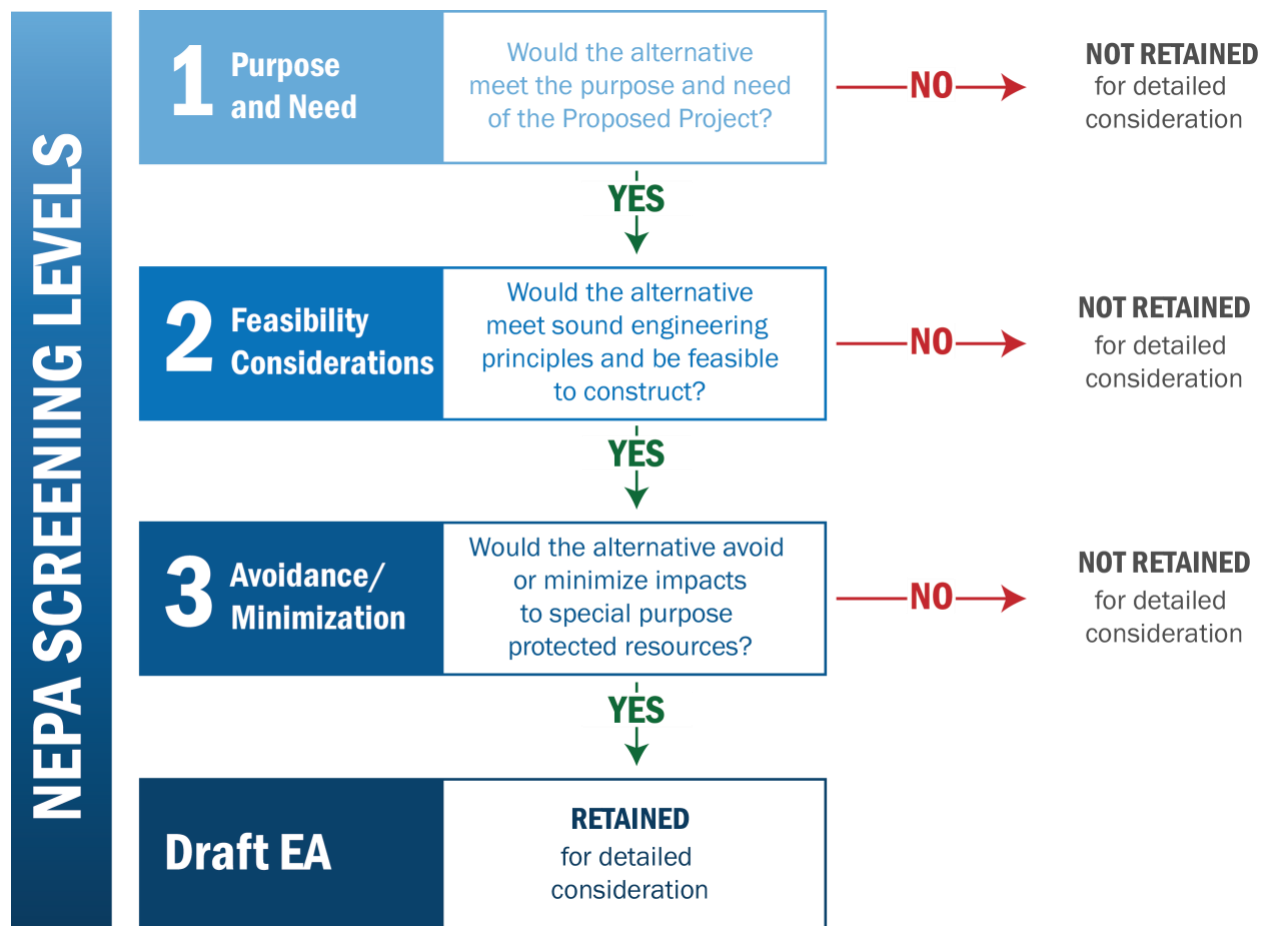 NEPA SCREENING LEVELS
1
Purpose
and Need
Would the alternative
meet the purpose and need
of the Proposed Project?
NO
NOT RETAINED
for detailed
consideration
YES
2
Feasibility
Considerations
Would the alternative
meet sound engineering
principles and be feasible
to construct?
NO
NOT RETAINED
for detailed
consideration
YES
3
Avoidance/
Minimization
Would the alternative avoid
or minimize impacts
to special purpose
protected resources?
NO
NOT RETAINED
for detailed
consideration
YES
Draft EA
RETAINED
for detailed
consideration